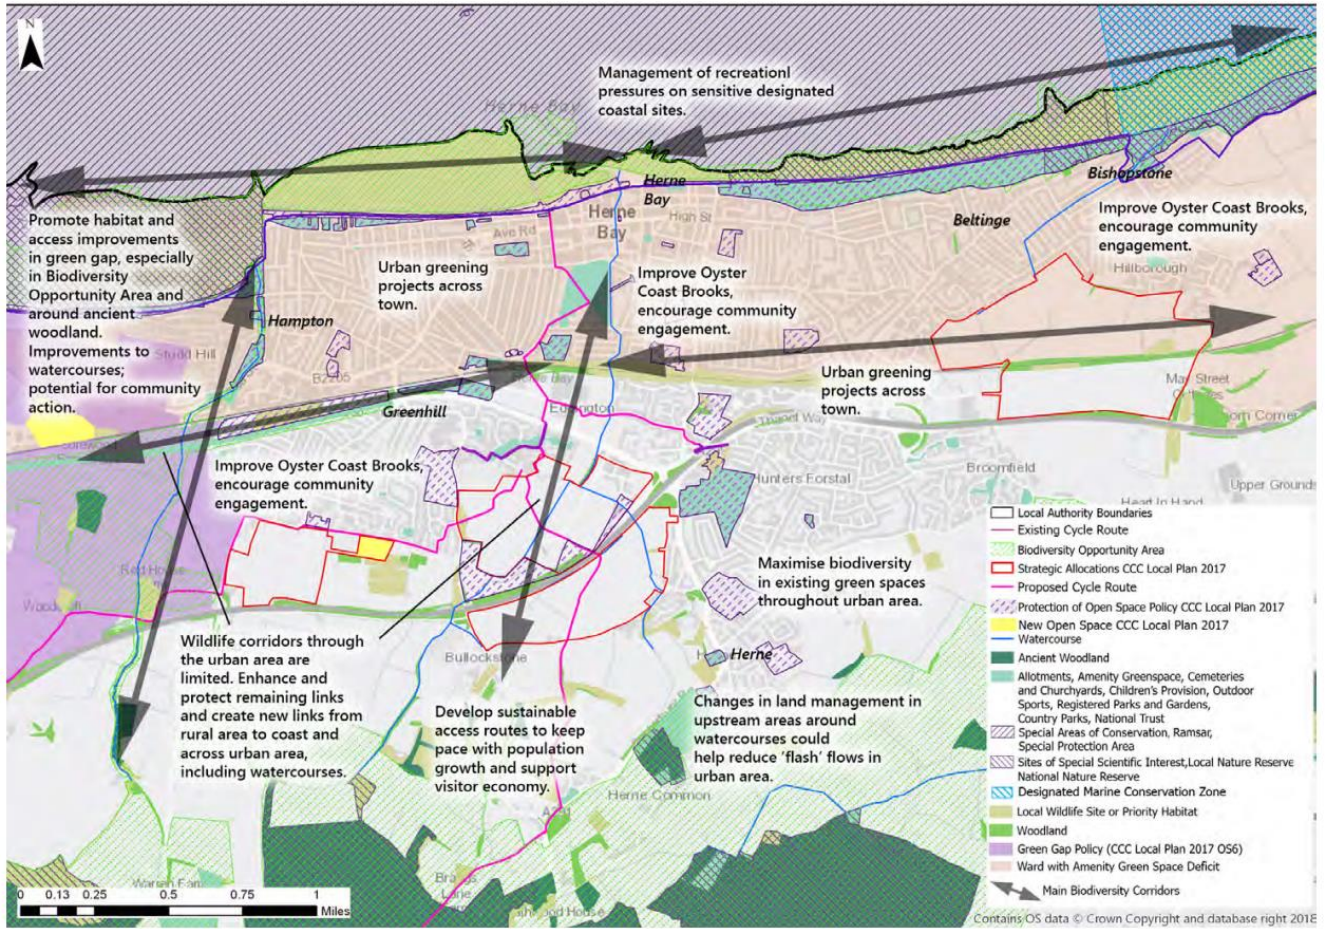 N
Herne Bay
Management of recreationl
pressures on sensitive designated
coastal sites.
Herne
Bay
Herne
Bay
High St
Ave Rd
Bishopstone
Beltinge
Improve Oyster Coast Brooks,
encourage community
engagement.
Hillborough
Promote habitat and
access improvements
in green gap, especially
in Biodiversity
Opportunity Area and
around ancient
woodland.
Improvements to
watercourses;
potential for community
action.
Studd Hill
Hampton
Urban greening
projects across
town.
Improve Oyster
Coast Brooks,
encourage community
engagement.
B2205
Herne Bay
Greenhill
Eddington
Urban greening
projects across
town.
May Street
Improve Oyster Coast Brooks,
encourage community
engagement.
Hunters Forstal
Broomfield
Upper
Heart In Hand
Maximise biodiversity
in existing green spaces
throughout urban area.
Wildlife corridors through
the urban area are
limited. Enhance and
protect remaining links
and create new links from
rural area to coast and
across urban area,
including watercourses.
Bullockstone
Herne
Develop sustainable
access routes to keep
pace with population
growth and support
visitor economy.
Changes in land management in
upstream areas around
watercourses could
help reduce 'flash' flows in
urban area.
Herne Common
A291
Local Authority Boundaries
Existing Cycle Route
Biodiversity Opportunity Area
Strategic Allocations CCC Local Plan 2017
Proposed Cycle Route
Protection of Open Space Policy CCC Local Plan 2017
New Open Space CCC Local Plan 2017
Watercourse
Ancient Woodland
Allotments, Amenity Greenspace, Cemeteries
and Churchyards, Children's Provision, Outdoor
Sports, Registered Parks and Gardens,
Country Parks, National Trust
Special Areas of Conservation, Ramsar,
Special Protection Area
Sites of Special Scientific Interest,Local Nature Reserve
National Nature Reserve
Designated Marine Conservation Zone
Local Wildlife Site or Priority Habitat
Woodland
Green Gap Policy (CCC Local Plan 2017 OS6)
Ward with Amenity Green Space Deficit
Main Biodiversity Corridors
0 0.13 0.25 0.5 0.75 1
Miles
Contains OS data © Crown Copyright and database right 2018